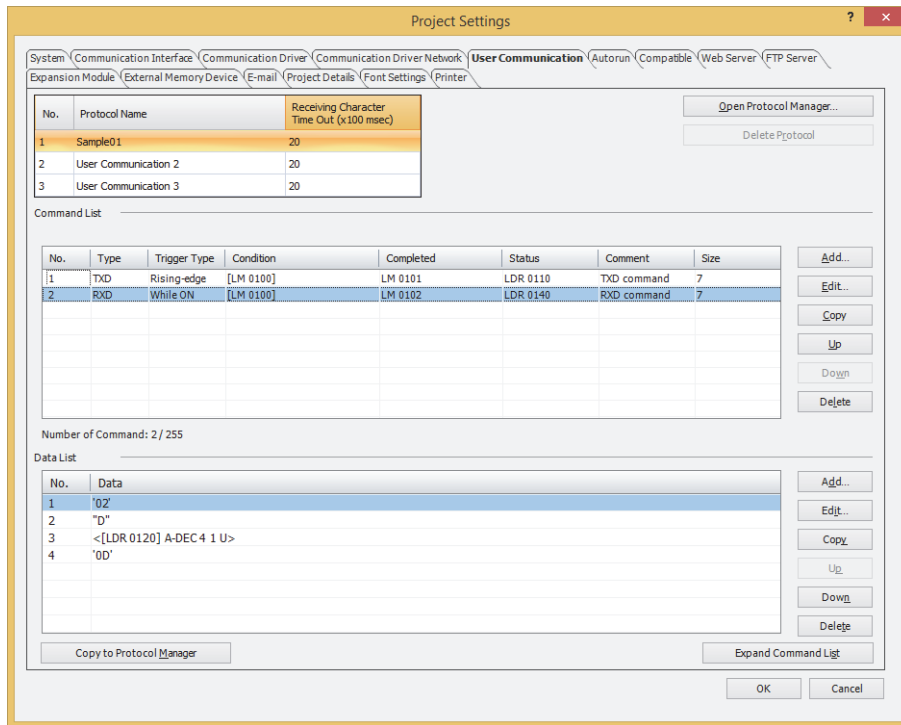 Project Settings
? ×
System Communication Interface Communication Driver Communication Driver Network User Communication Autorun Compatible Web Server FTP Server
Expansion Module External Memory Device E-mail Project Details Font Settings Printer
No. Protocol Name Receiving Character Time Out (x100 msec)
1 Sample01 20
2 User Communication 2 20
3 User Communication 3 20
Open Protocol Manager...
Delete Protocol
Command List
No. Type Trigger Type Condition Completed Status Comment Size
1 TXD Rising-edge [LM 0100] LM 0101 LDR 0110 TXD command 7
2 RXD While ON [LM 0100] LM 0102 LDR 0140 RXD command 7
Add...
Edit...
Copy
Up
Down
Delete
Number of Command: 2 / 255
Data List
No. Data
1 '02'
2 "D"
3 <[LDR 0120] A-DEC 4 1 U>
4 '0D'
Add...
Edit...
Copy
Up
Down
Delete
Copy to Protocol Manager
Expand Command List
OK Cancel